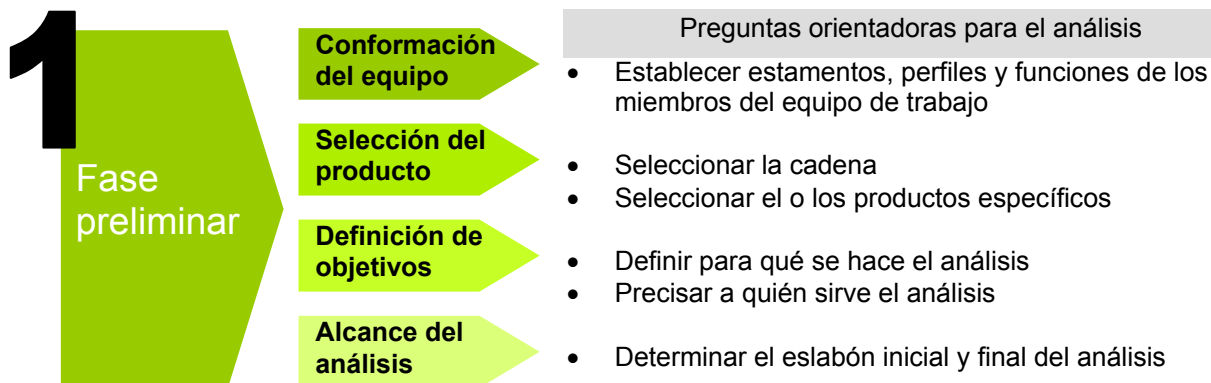 1
Fase
preliminar
Preguntas orientadoras para el análisis
Conformación
del equipo
• Establecer estamentos, perfiles y funciones de los
miembros del equipo de trabajo
Selección del
producto
• Seleccionar la cadena
• Seleccionar el o los productos específicos
Definición de
objetivos
• Definir para qué se hace el análisis
• Precisar a quién sirve el análisis
Alcance del
análisis
• Determinar el eslabón inicial y final del análisis